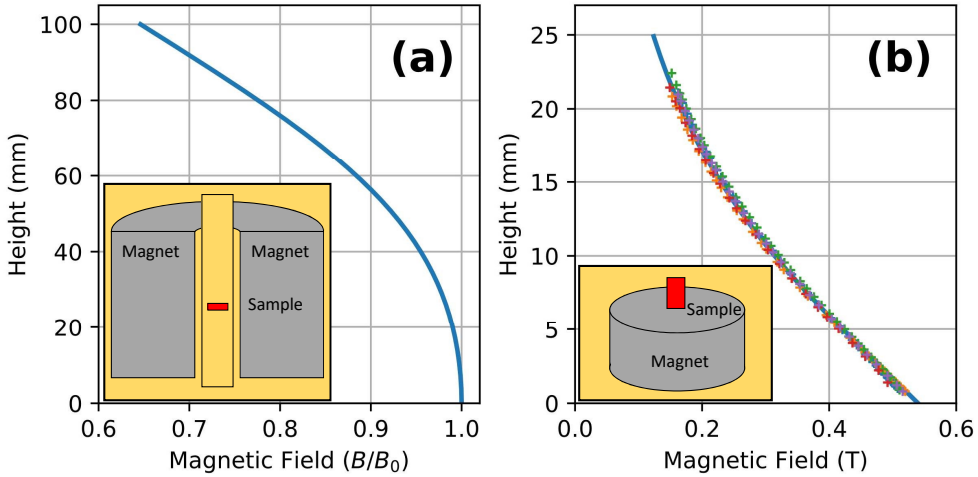 (a)
Height (mm)
100
80
60
40
20
0
Magnet
Magnet
Sample
0.6
0.7
0.8
0.9
1.0
Magnetic Field (B/B₀)
(b)
Height (mm)
25
20
15
10
5
0
Sample
Magnet
0.0
0.2
0.4
0.6
Magnetic Field (T)